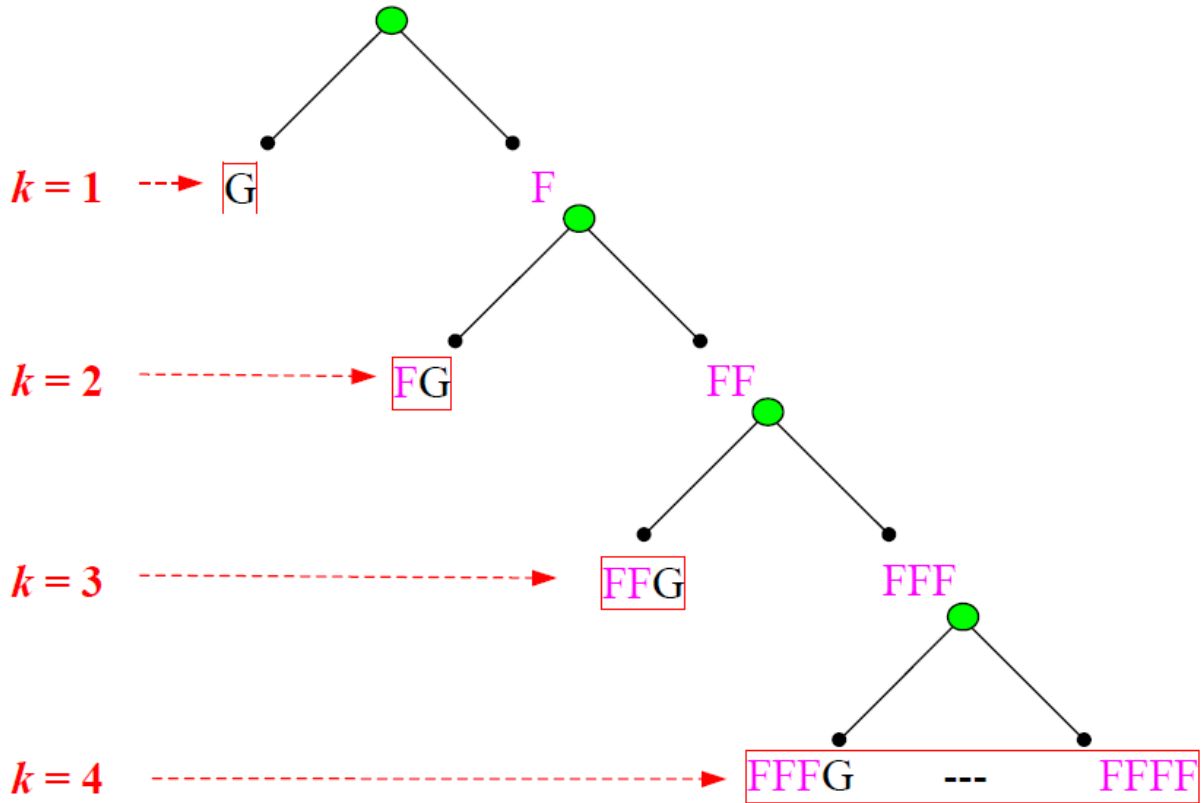 k = 1 G F
k = 2 FG FF
k = 3 FFG FFF
k = 4 FFFG --- FFFF